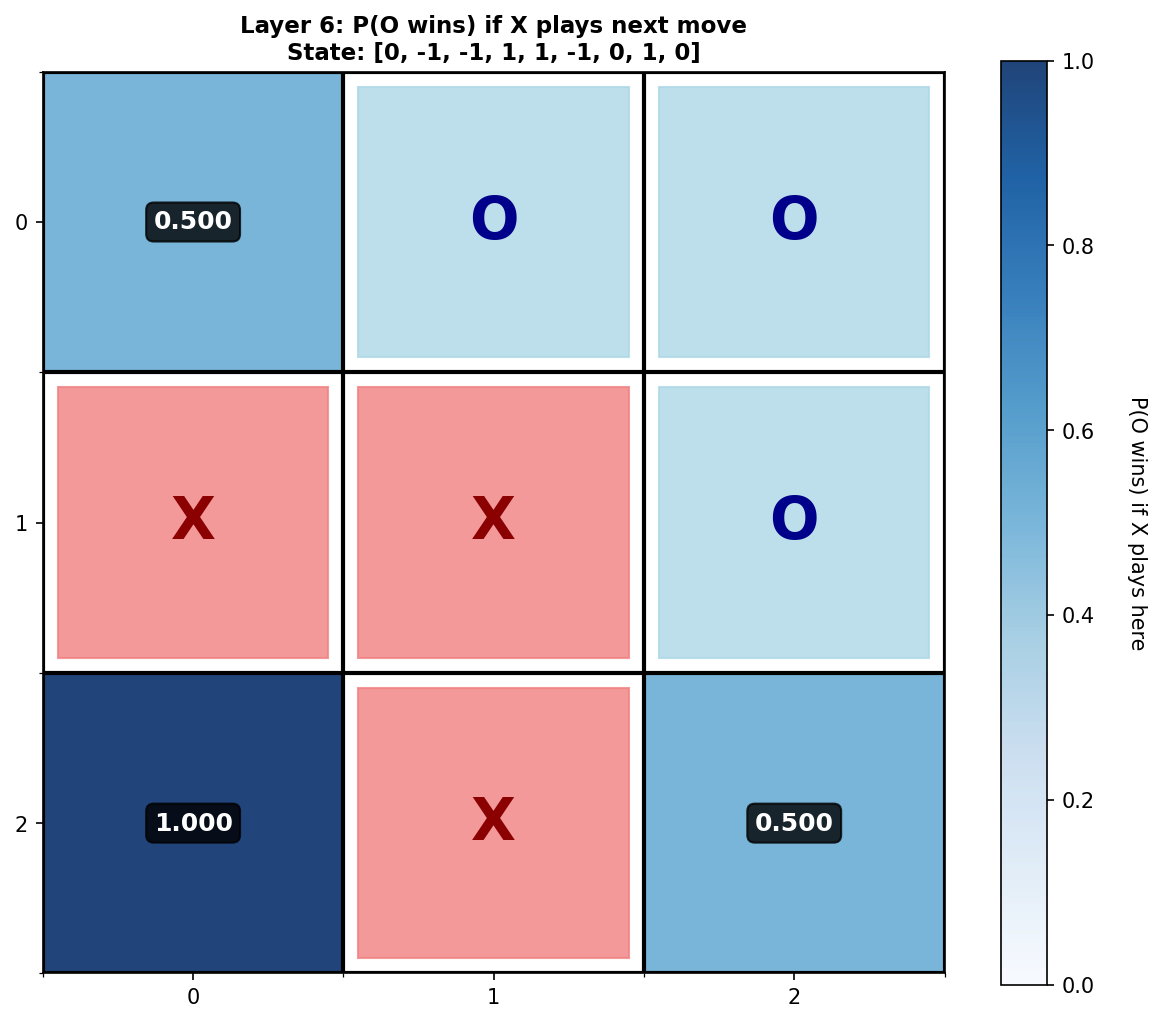 Layer 6: P(O wins) if X plays next move
State: [0, -1, -1, 1, 1, -1, 0, 1, 0]
0
0.500
O
O
1
X
X
O
2
1.000
X
0.500
0
1
2
1.0
0.8
0.6
0.4
0.2
0.0
P(O wins) if X plays here